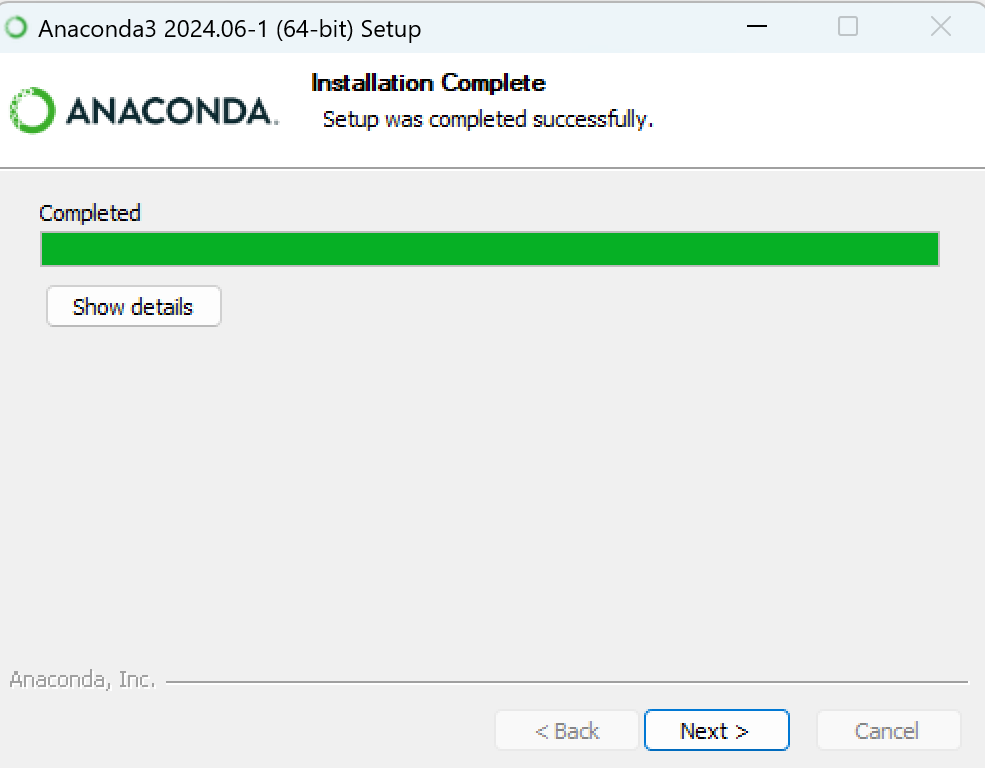 Anaconda3 2024.06-1 (64-bit) Setup
ANACONDA.
Installation Complete
Setup was completed successfully.
Completed
Show details
Anaconda, Inc.
< Back
Next >
Cancel